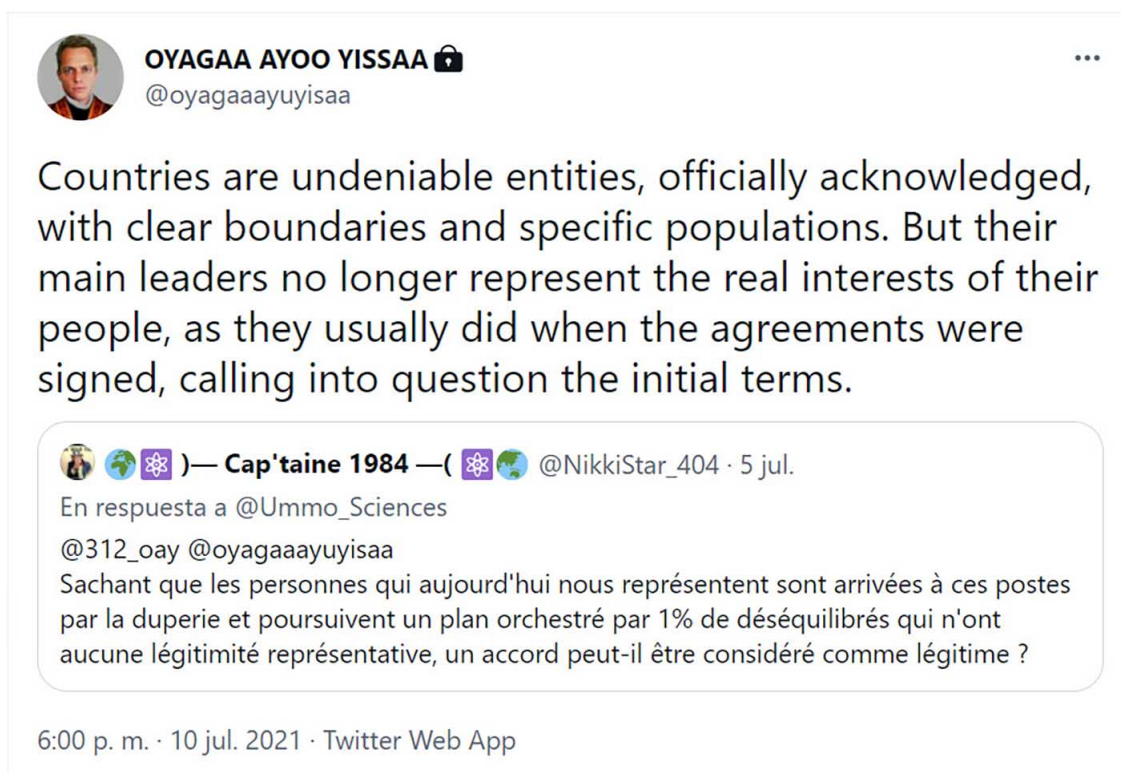 OYAGAA AYOO YISSAA
@oyagaaayuyisaa
Countries are undeniable entities, officially acknowledged,
with clear boundaries and specific populations. But their
main leaders no longer represent the real interests of their
people, as they usually did when the agreements were
signed, calling into question the initial terms.
)— Cap'taine 1984 —( @NikkiStar_404 · 5 jul.
En respuesta a @Ummo_Sciences
@312_oay @oyagaaayuyisaa
Sachant que les personnes qui aujourd'hui nous représentent sont arrivées à ces postes
par la duperie et poursuivent un plan orchestré par 1% de déséquilibrés qui n'ont
aucune légitimité représentative, un accord peut-il être considéré comme légitime ?
6:00 p. m. · 10 jul. 2021 · Twitter Web App